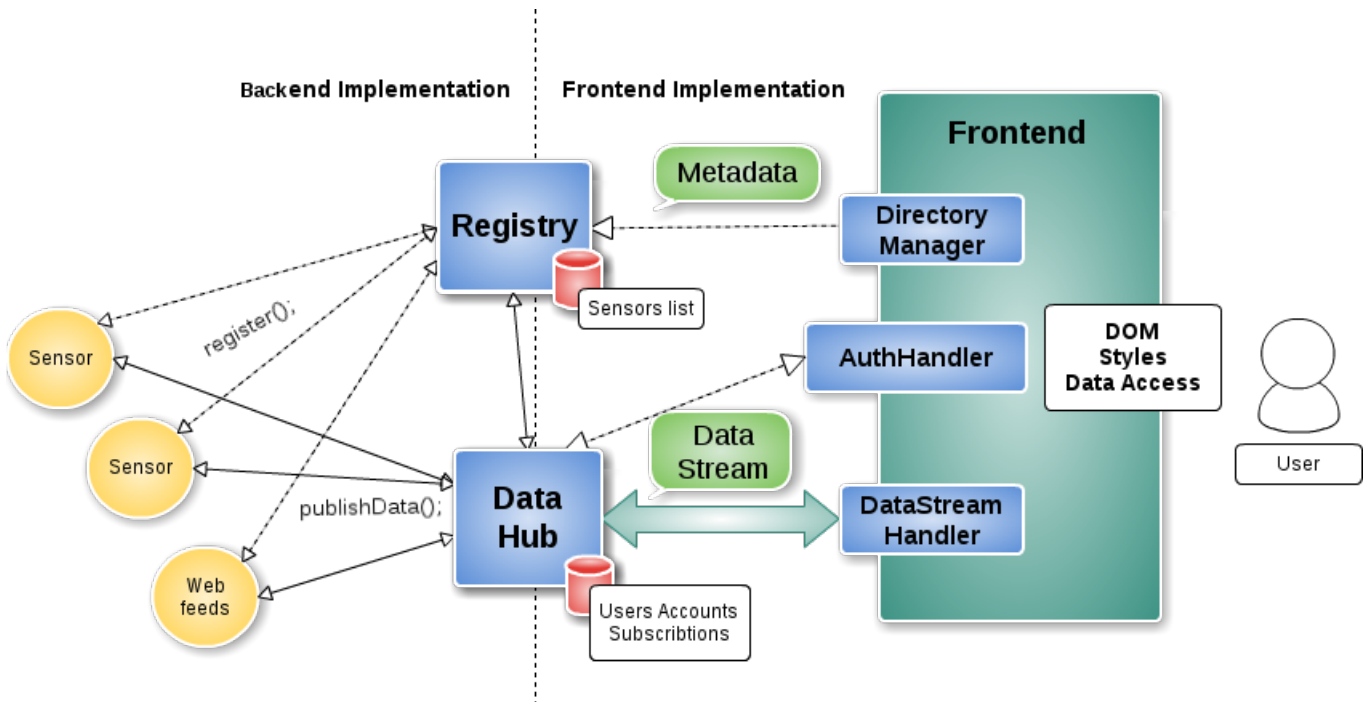 Backend Implementation
Frontend Implementation
Frontend
Metadata
Registry
Directory
Manager
Sensors list
register();
Sensor
AuthHandler
DOM
Styles
Data Access
Sensor
Data
Stream
User
publishData();
Data
Hub
DataStream
Handler
Web
feeds
Users Accounts
Subscribtions